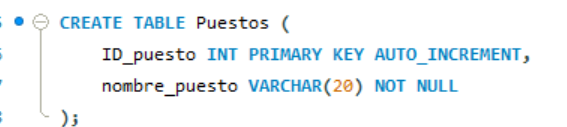 CREATE TABLE Puestos (
ID_puesto INT PRIMARY KEY AUTO_INCREMENT,
nombre_puesto VARCHAR(20) NOT NULL
);